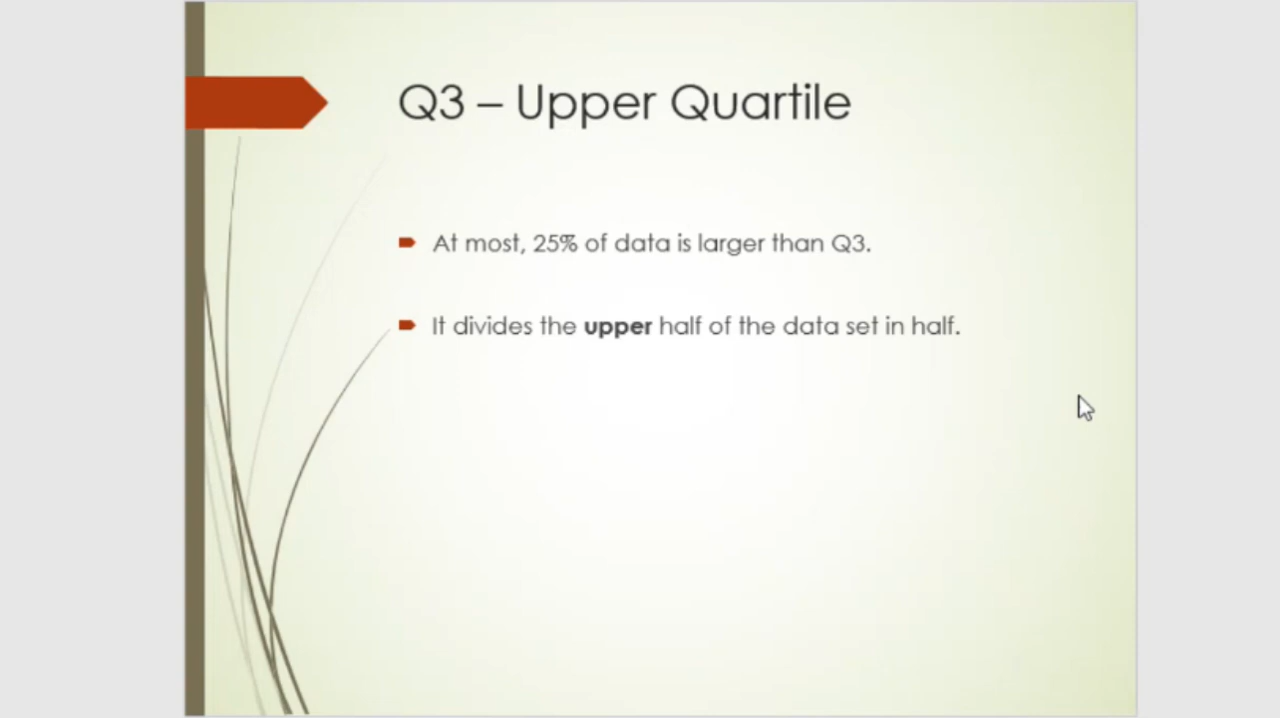 Q3 – Upper Quartile
At most, 25% of data is larger than Q3.
It divides the upper half of the data set in half.